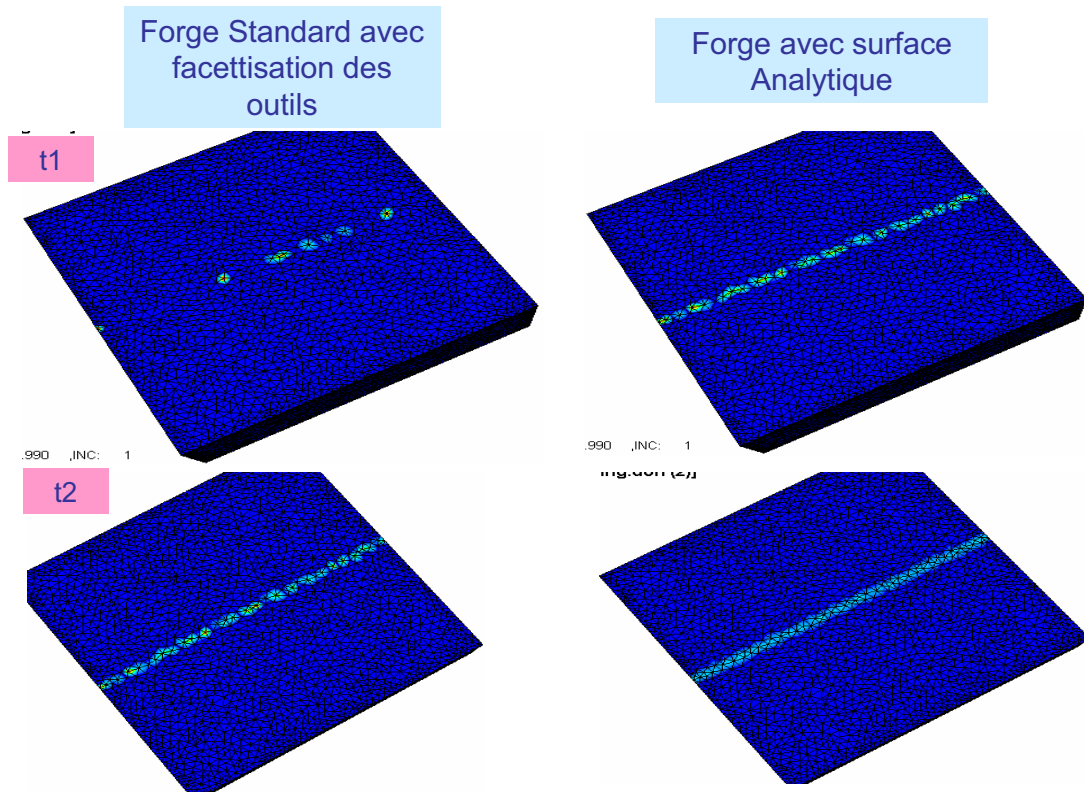 Forge Standard avec
facettisation des
outils
Forge avec surface
Analytique
t1
.990 ,INC: 1
.990 ,INC: 1
t2